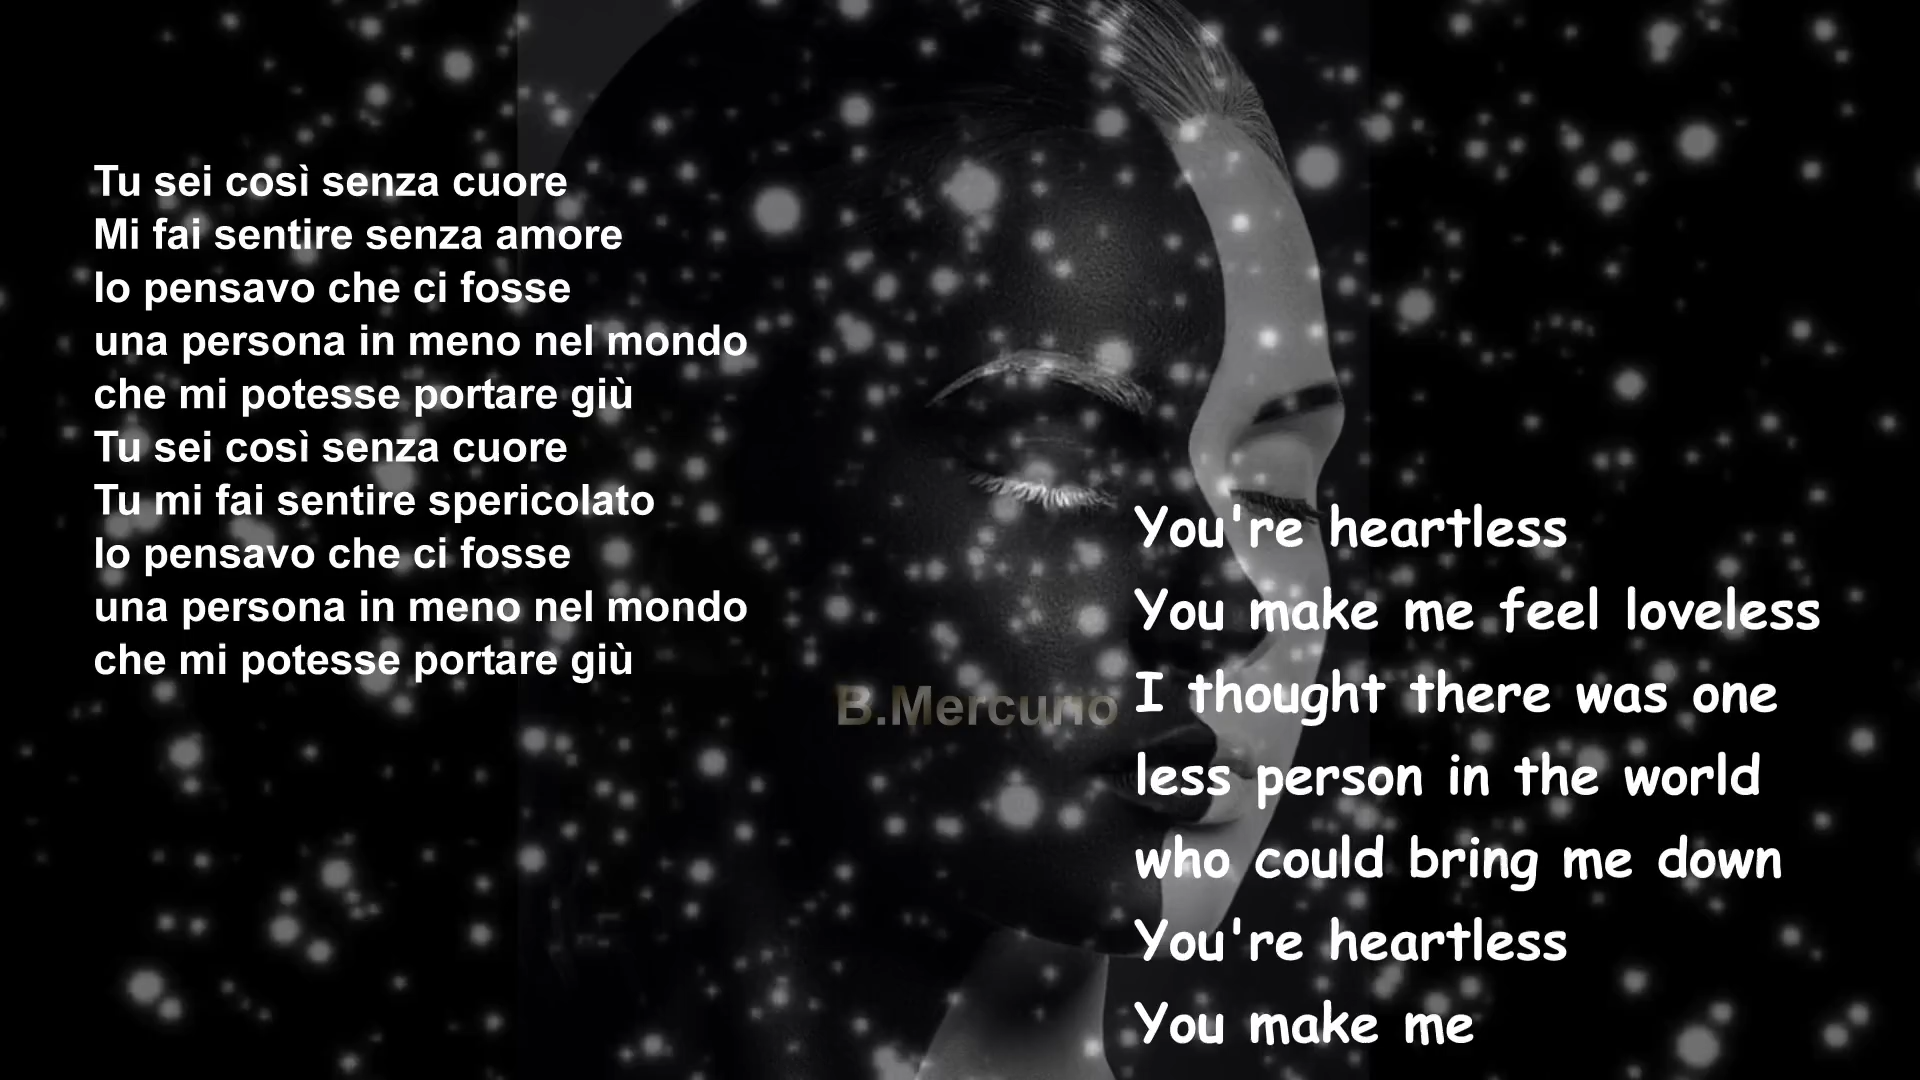 Tu sei così senza cuore
Mi fai sentire senza amore
Io pensavo che ci fosse
una persona in meno nel mondo
che mi potesse portare giù
Tu sei così senza cuore
Tu mi fai sentire spericolato
Io pensavo che ci fosse
una persona in meno nel mondo
che mi potesse portare giù
B.Mercurio
You're heartless
You make me feel loveless
I thought there was one
less person in the world
who could bring me down
You're heartless
You make me